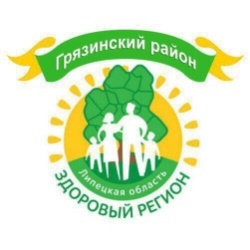 Грязинский район
Липецкая область
ЗДОРОВЫЙ РЕГИОН